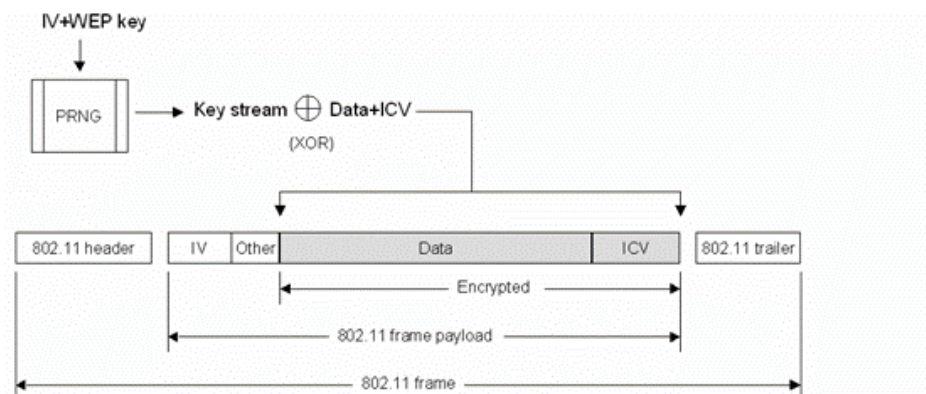 IV+WEP key
PRNG
Key stream ⊕ Data+ICV
(XOR)
802.11 header
IV
Other
Data
ICV
802.11 trailer
Encrypted
802.11 frame payload
802.11 frame